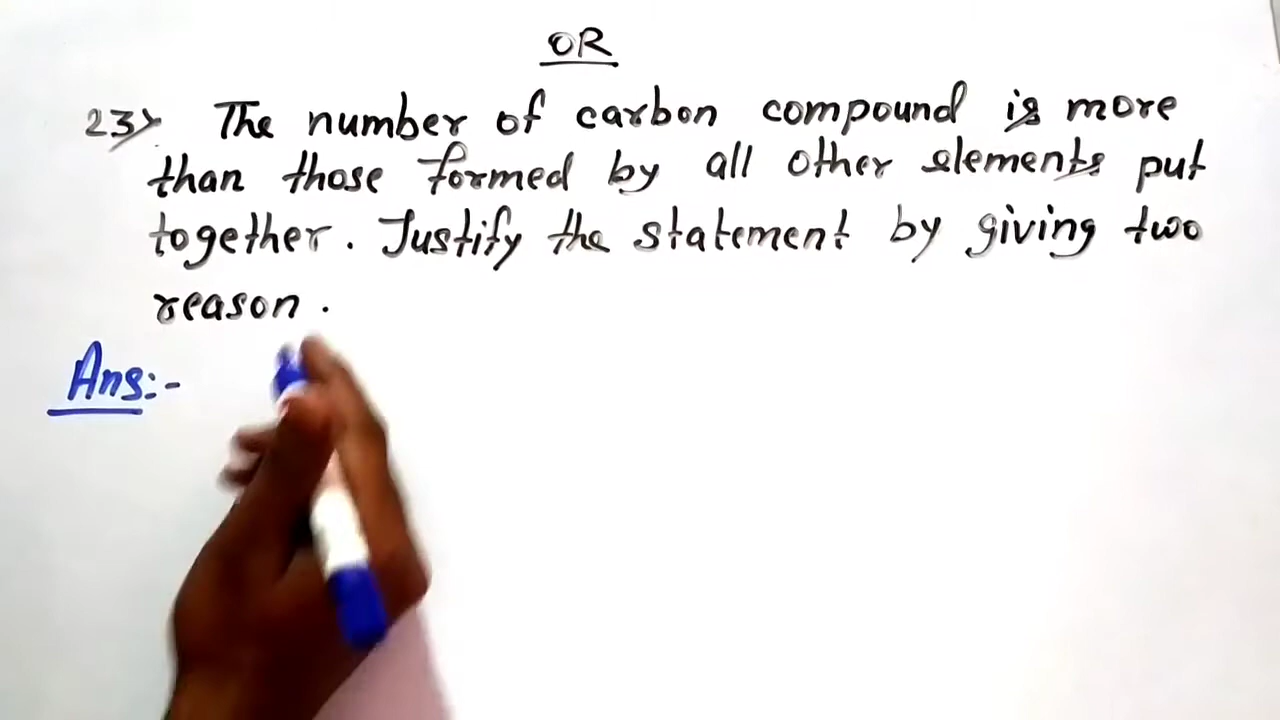 OR
23> The number of carbon compound is more
than those formed by all other elements put
together. Justify the statement by giving two
reason.
Ans:-